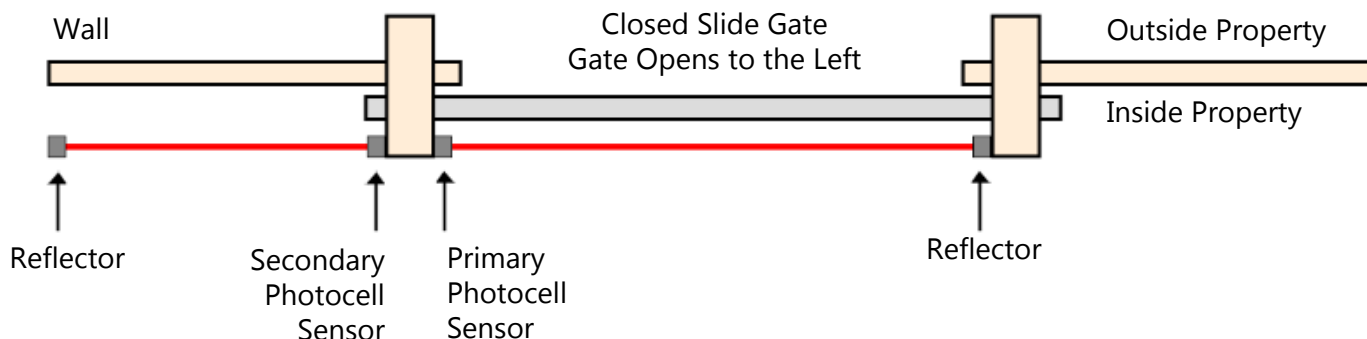 Wall
Closed Slide Gate
Gate Opens to the Left
Outside Property
Inside Property
Reflector
Secondary
Photocell
Sensor
Primary
Photocell
Sensor
Reflector